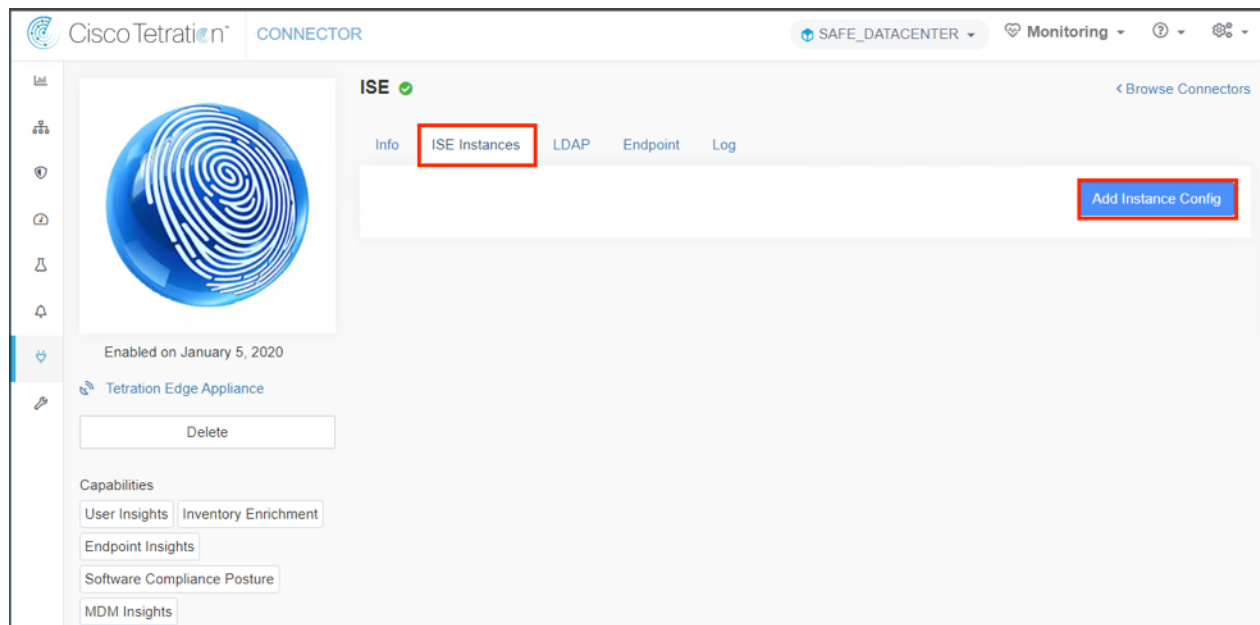 Cisco Tetration™ CONNECTOR SAFE_DATACENTER Monitoring
ISE
Browse Connectors
Info ISE Instances LDAP Endpoint Log
Add Instance Config
Enabled on January 5, 2020
Tetration Edge Appliance
Delete
Capabilities
User Insights Inventory Enrichment
Endpoint Insights
Software Compliance Posture
MDM Insights